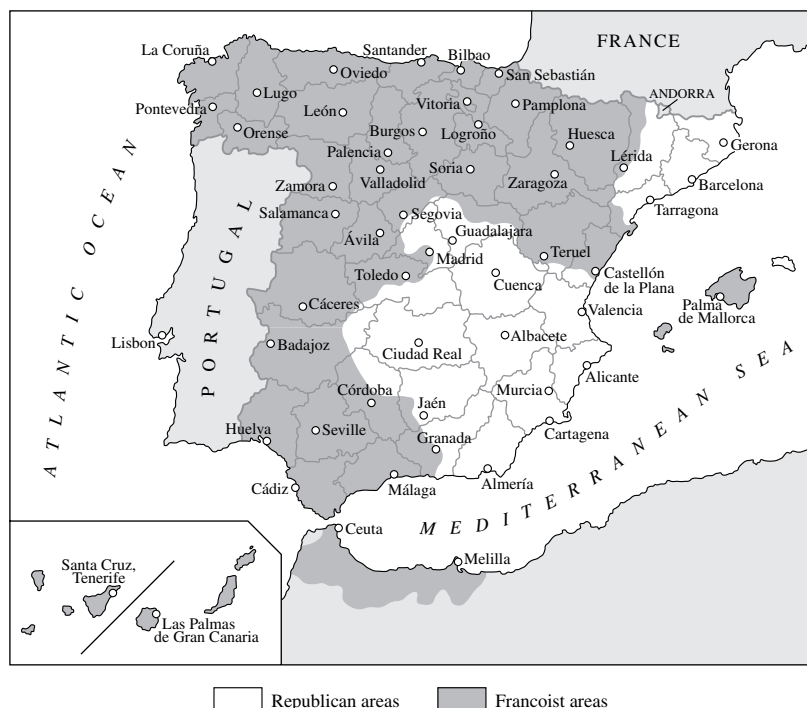 FRANCE
La Coruña
Santander
Bilbao
Oviedo
San Sebastián
ANDORRA
Lugo
Vitoria
Pamplona
Pontevedra
León
Orense
Burgos
Logroño
Huesca
Gerona
Palencia
Lérida
Soria
Valladolid
Zaragoza
Barcelona
Zamora
Tarragona
Salamanca
Segovia
Guadalajara
Ávila
Madrid
Teruel
Toledo
Cuenca
Castellón
de la Plana
Cáceres
Valencia
Palma
de Mallorca
Lisbon
PORTUGAL
Badajoz
Ciudad Real
Albacete
Alicante
Córdoba
Jaén
Murcia
Huelva
Seville
Granada
Cartagena
Cádiz
Málaga
Almería
ATLANTIC OCEAN
MEDITERRANEAN SEA
Ceuta
Melilla
Santa Cruz,
Tenerife
Las Palmas
de Gran Canaria
Republican areas
Francoist areas